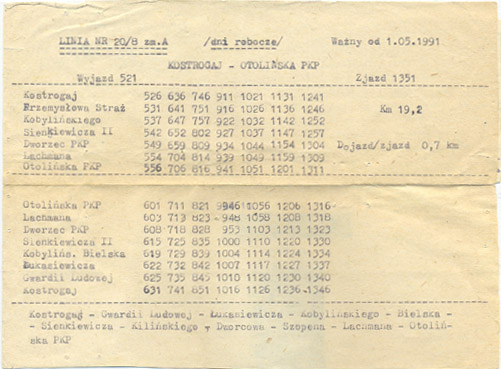 LINIA NR 20/8 zm.A /dni robocze/ Ważny od 1.05.1991
KOSTROGAJ - OTOLIŃSKA PKP
Wyjazd 521 Zjazd 1351
Kostrogaj 526 636 746 911 1021 1131 1241
Przemysłowa Straż 531 641 751 916 1026 1136 1246 Km 19,2
Kobylińskiego 537 647 757 922 1032 1142 1252
Sienkiewicza II 542 652 802 927 1037 1147 1257
Dworzec PKP 549 659 809 934 1044 1154 1304 Dojazd/zjazd 0,7 km
Lachmana 554 704 814 939 1049 1159 1309
Otolińska PKP 556 706 816 941 1051 1201 1311
Otolińska PKP 601 711 821 946 1056 1206 1316
Lachmana 603 713 823 948 1058 1208 1318
Dworzec PKP 608 718 828 953 1103 1213 1323
Sienkiewicza II 615 725 835 1000 1110 1220 1330
Kobylińs. Bielska 619 729 839 1004 1114 1224 1334
Łukasiewicza 622 732 842 1007 1117 1227 1337
Gwardii Ludowej 625 735 845 1010 1120 1230 1340
Kostrogaj 631 741 851 1016 1126 1236 1346
Kostrogaj - Gwardii Ludowej - Łukasiewicza - Kobylińskiego - Bielska -
- Sienkiewicza - Kilińskiego - Dworcowa - Szopena - Lachmana - Otoliń-
ska PKP